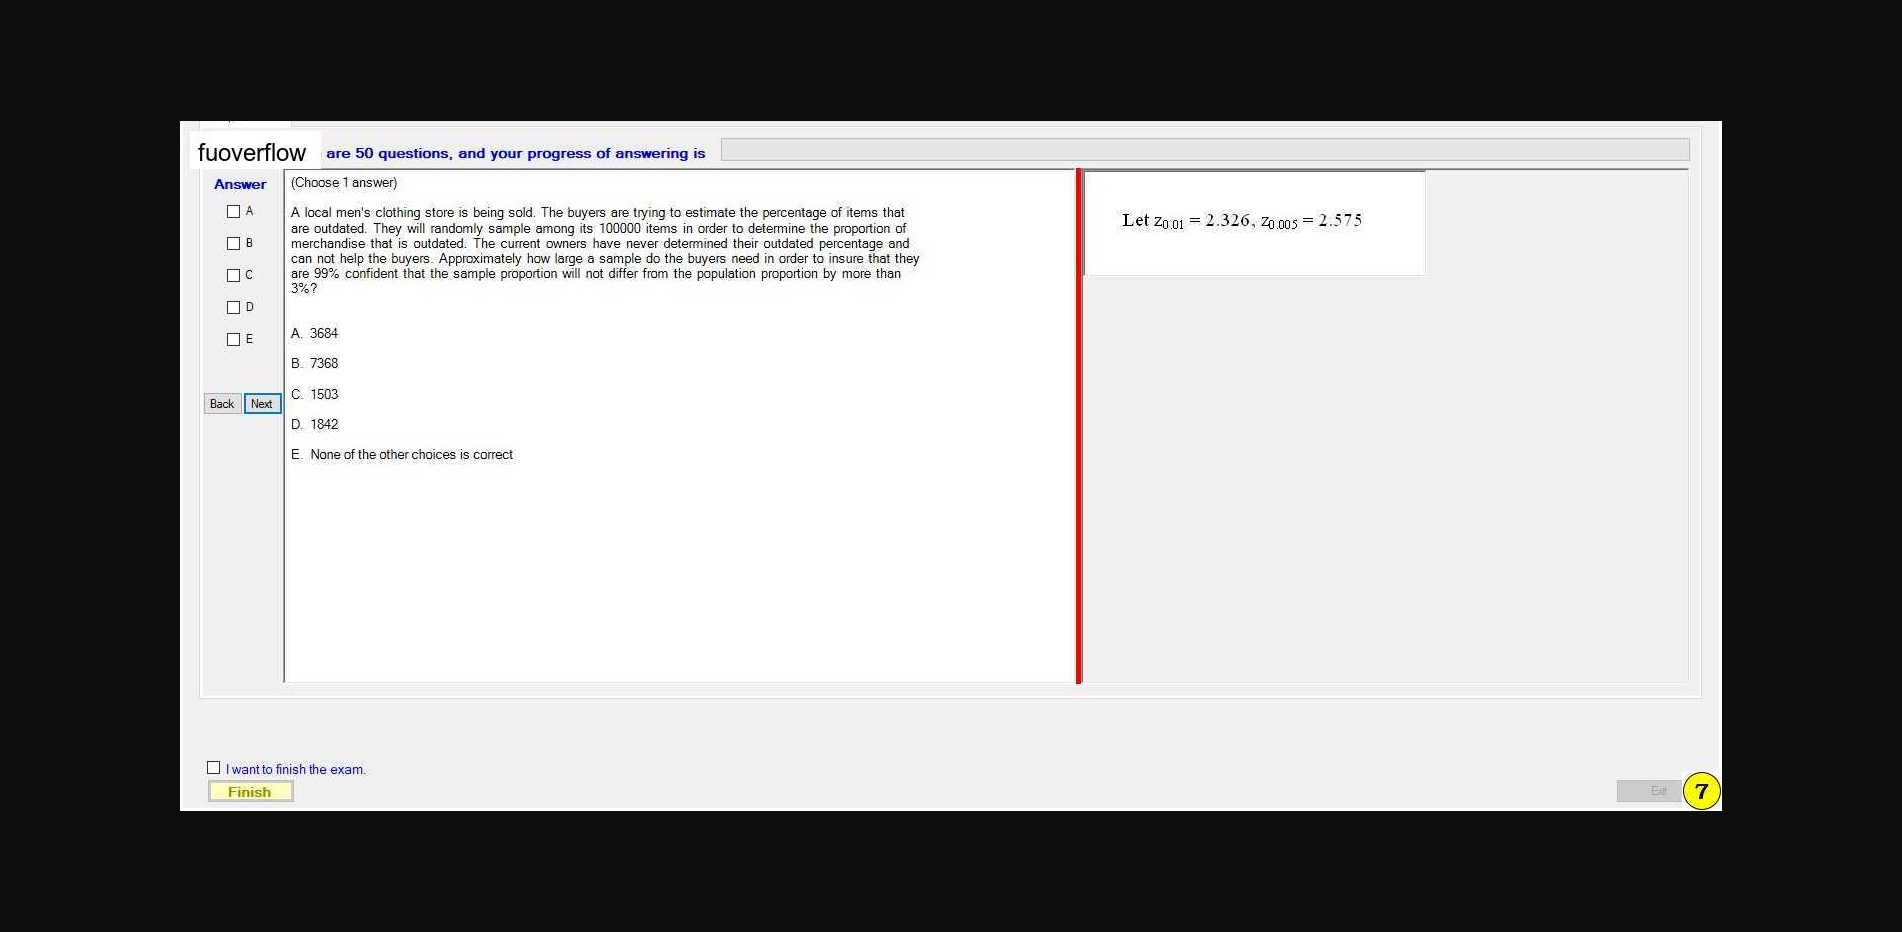 fuoverflow are 50 questions, and your progress of answering is
Answer
A
B
C
D
E
Back Next
(Choose 1 answer)
A local men's clothing store is being sold. The buyers are trying to estimate the percentage of items that
are outdated. They will randomly sample among its 100000 items in order to determine the proportion of
merchandise that is outdated. The current owners have never determined their outdated percentage and
can not help the buyers. Approximately how large a sample do the buyers need in order to insure that they
are 99% confident that the sample proportion will not differ from the population proportion by more than
3%?
A. 3684
B. 7368
C. 1503
D. 1842
E. None of the other choices is correct
Let z0.01 = 2.326, z0.005 = 2.575
I want to finish the exam.
Finish
Exit
7